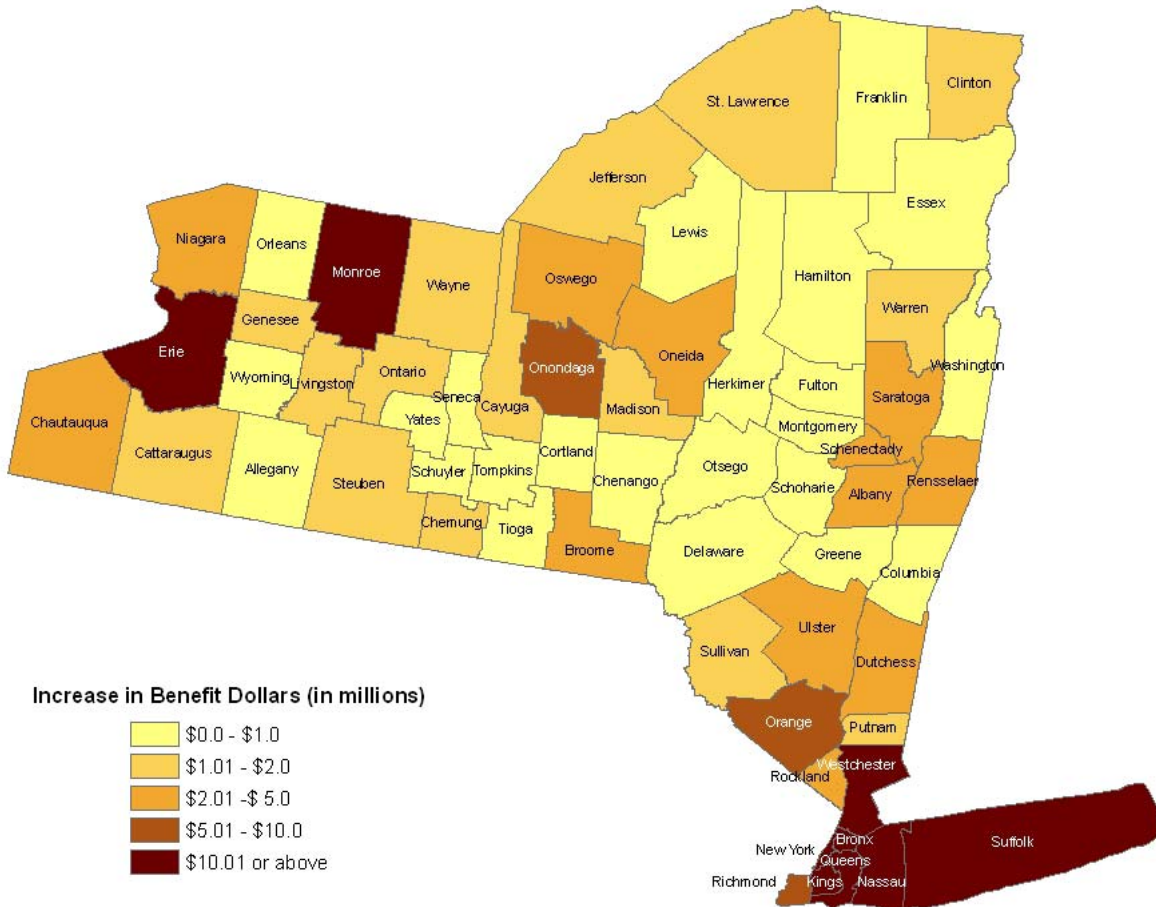 St. Lawrence
Franklin
Clinton
Jefferson
Essex
Lewis
Niagara
Orleans
Monroe
Wayne
Oswego
Hamilton
Warren
Genesee
Erie
Wyoming
Livingston
Ontario
Seneca
Onondaga
Oneida
Herkimer
Fulton
Washington
Saratoga
Chautauqua
Cattaraugus
Allegany
Yates
Cayuga
Madison
Montgomery
Schenectady
Steuben
Schuyler
Tompkins
Cortland
Chenango
Otsego
Schoharie
Albany
Rensselaer
Chemung
Tioga
Broome
Delaware
Greene
Columbia
Sullivan
Ulster
Dutchess
Orange
Putnam
Rockland
Westchester
New York
Bronx
Queens
Suffolk
Richmond
Kings
Nassau
Increase in Benefit Dollars (in millions)
$0.0 - $1.0
$1.01 - $2.0
$2.01 -$ 5.0
$5.01 - $10.0
$10.01 or above